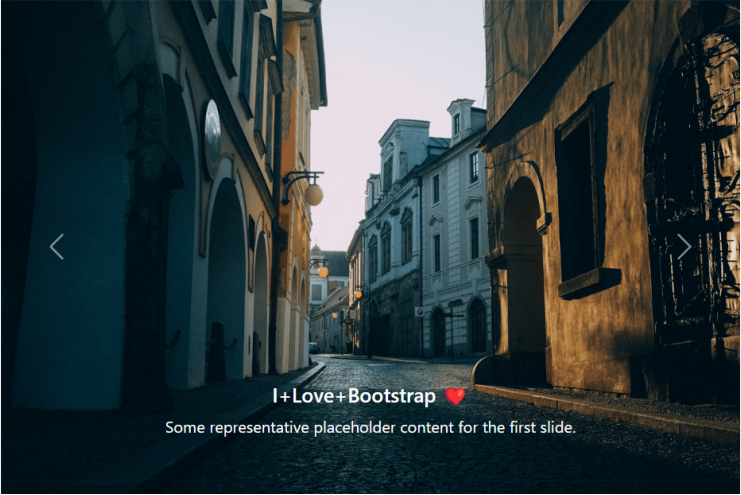 I+Love+Bootstrap ❤️
Some representative placeholder content for the first slide.